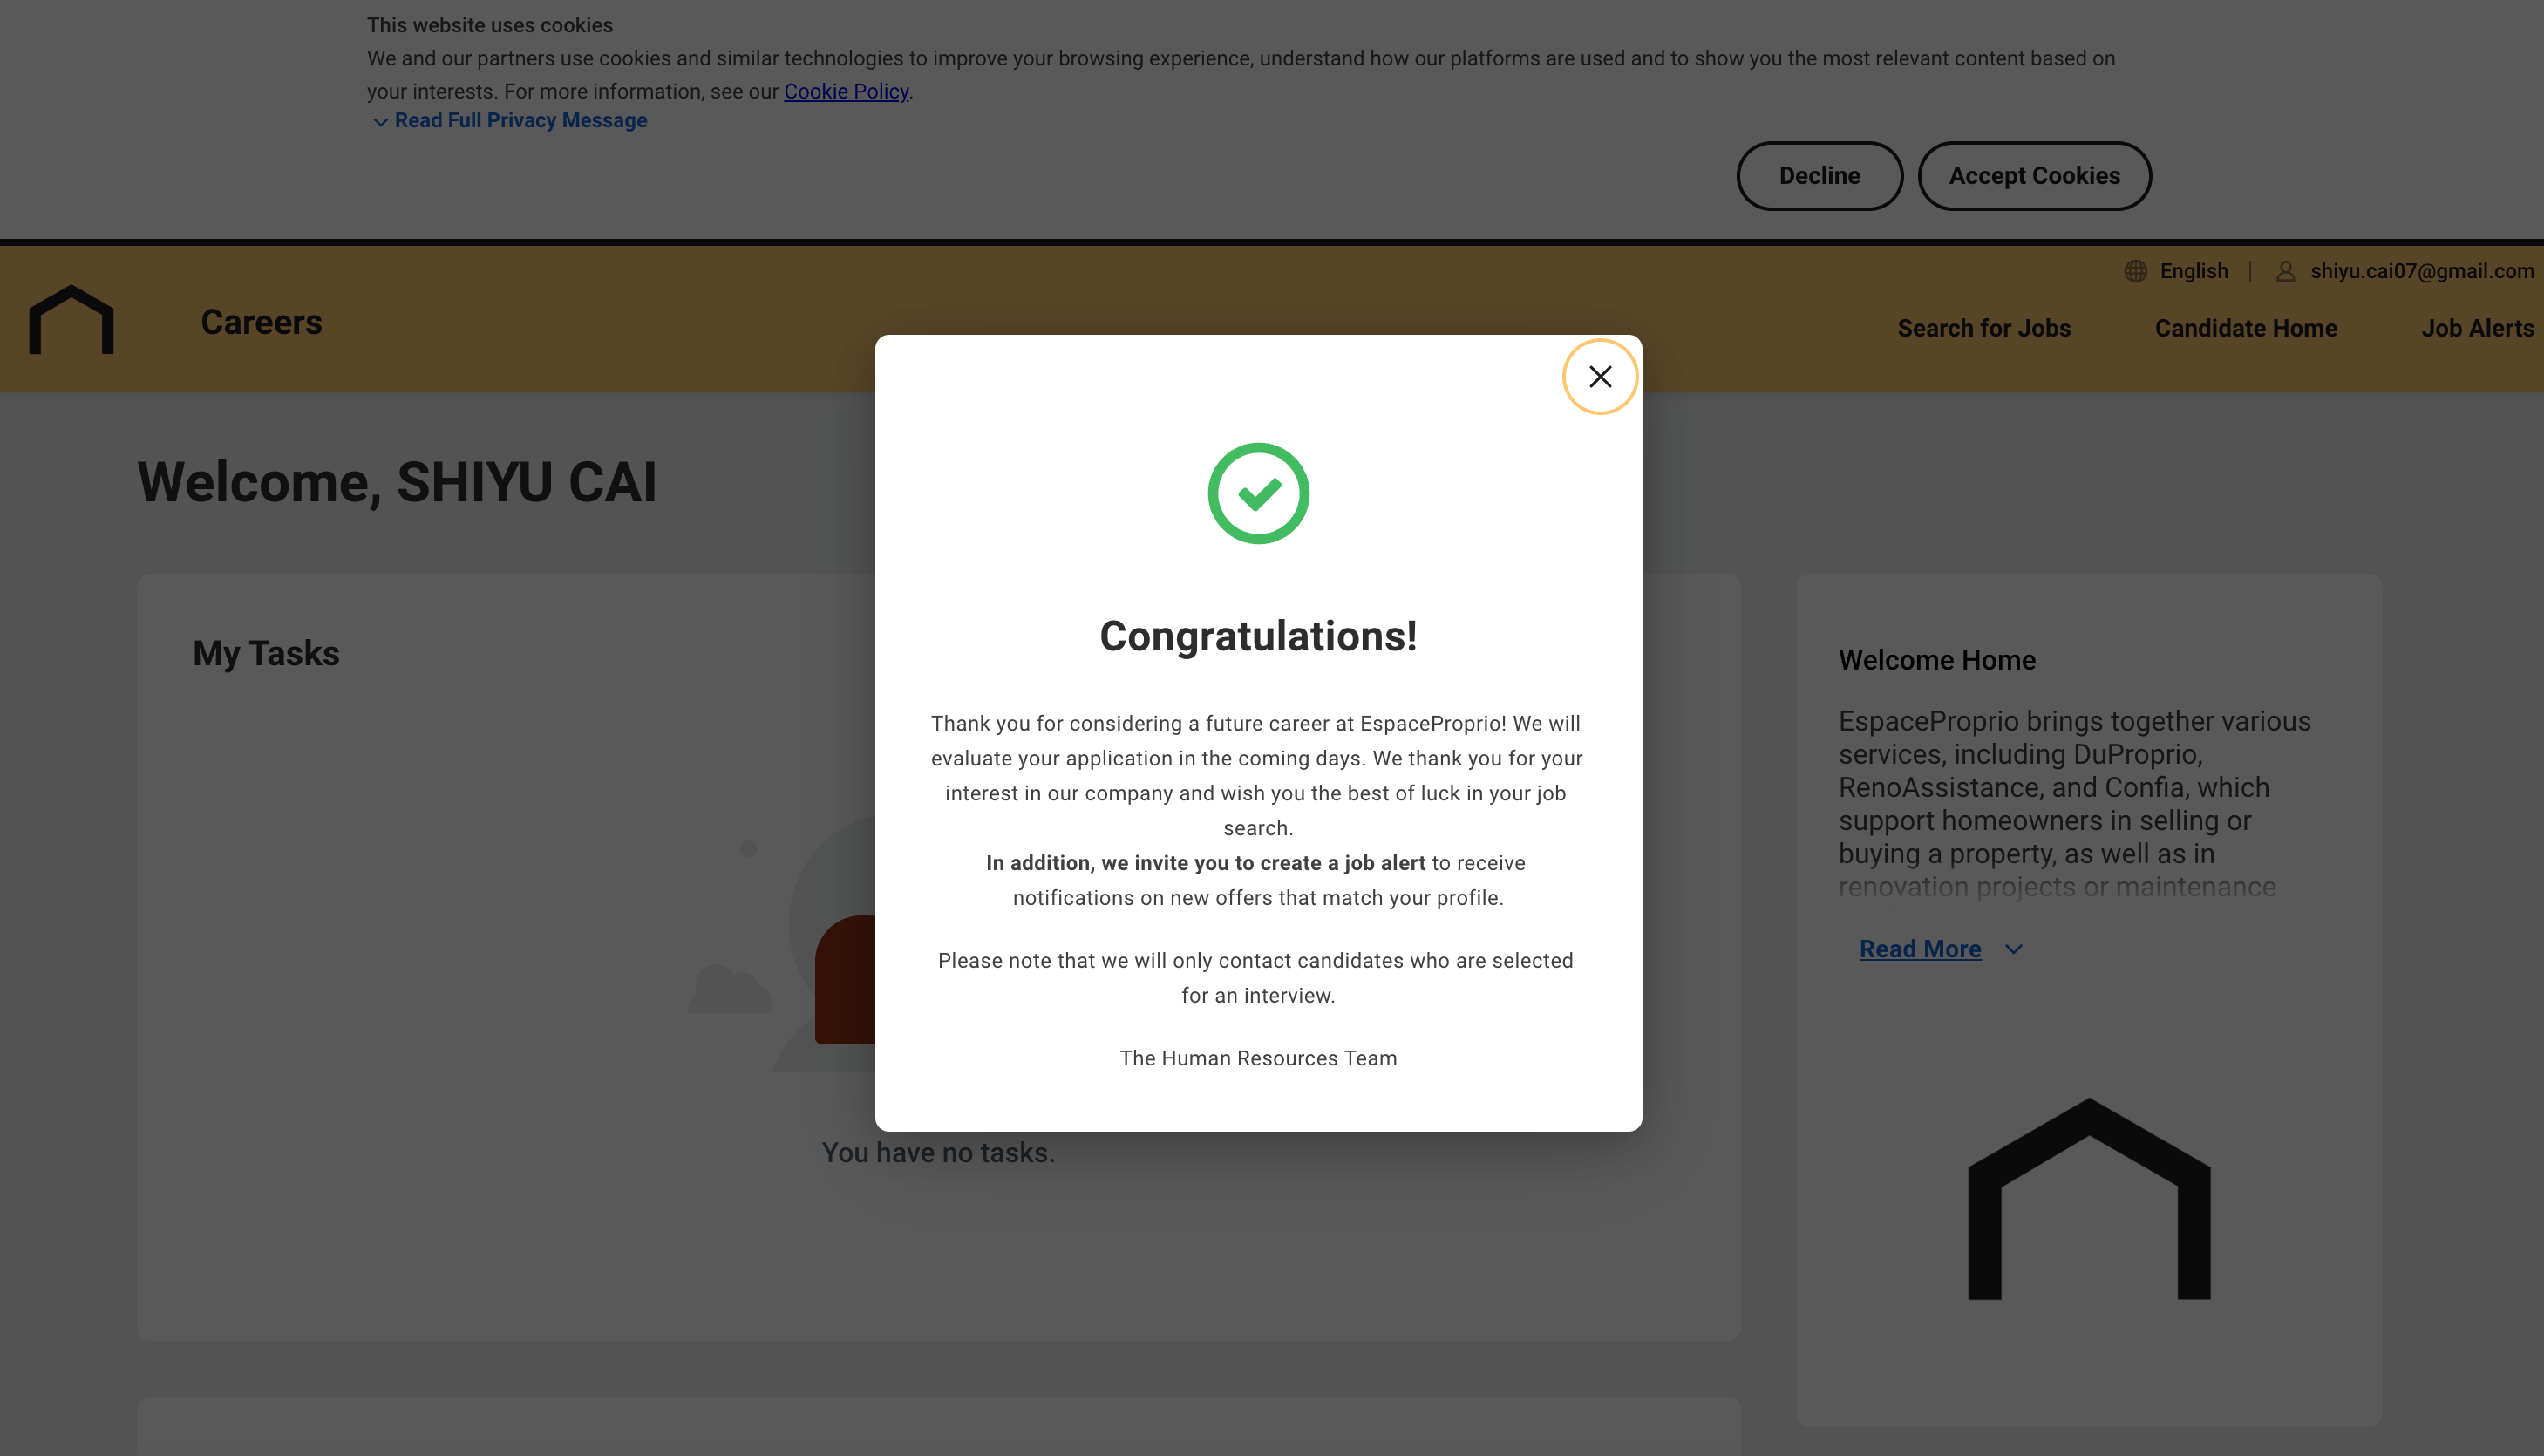 This website uses cookies
We and our partners use cookies and similar technologies to improve your browsing experience, understand how our platforms are used and to show you the most relevant content based on
your interests. For more information, see our Cookie Policy.
Read Full Privacy Message
Decline
Accept Cookies
English
shiyu.cai07@gmail.com
Careers
Search for Jobs
Candidate Home
Job Alerts
Welcome, SHIYU CAI
My Tasks
You have no tasks.
Congratulations!
Thank you for considering a future career at EspaceProprio! We will
evaluate your application in the coming days. We thank you for your
interest in our company and wish you the best of luck in your job
search.
In addition, we invite you to create a job alert to receive
notifications on new offers that match your profile.
Please note that we will only contact candidates who are selected
for an interview.
The Human Resources Team
Welcome Home
EspaceProprio brings together various
services, including DuProprio,
RenoAssistance, and Confia, which
support homeowners in selling or
buying a property, as well as in
renovation projects or maintenance
Read More